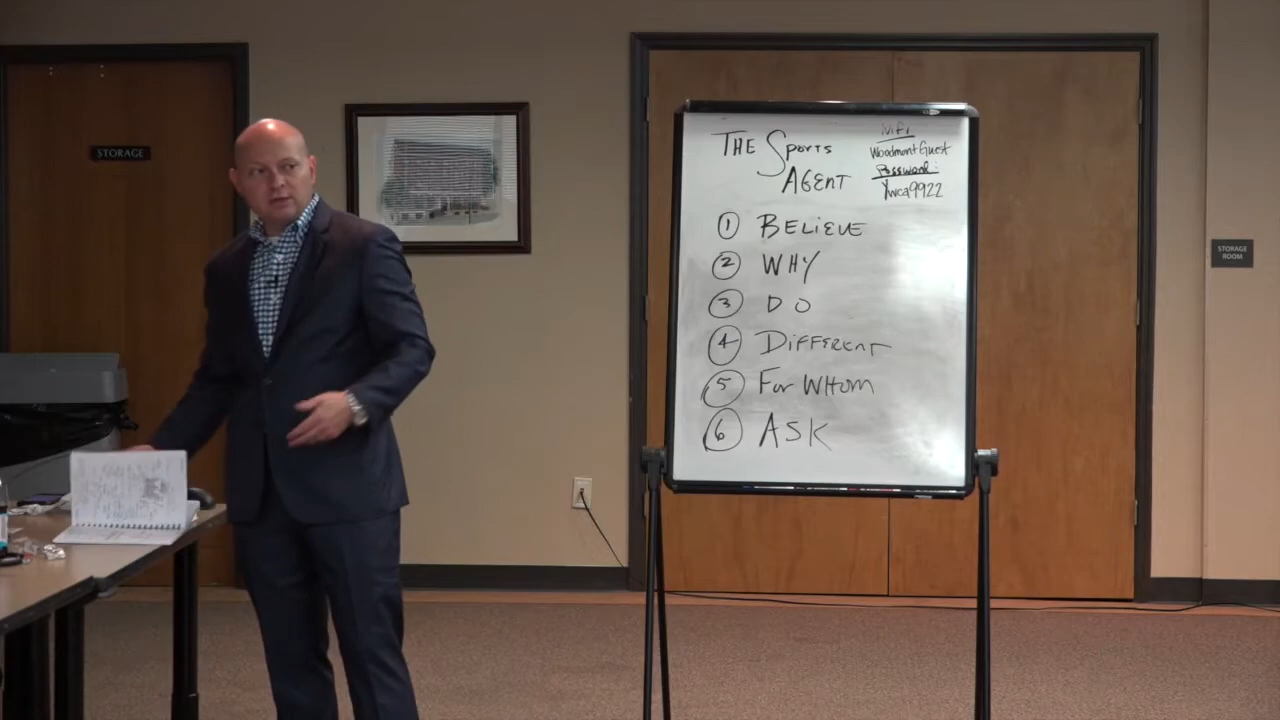 STORAGE
THE Sports
AGENT
WiFi
Woodmont Guest
Password
Ywca9922
① BELIEVE
② WHY
③ DO
④ DiFFERENT
⑤ For WHOM
⑥ ASK
STORAGE
ROOM